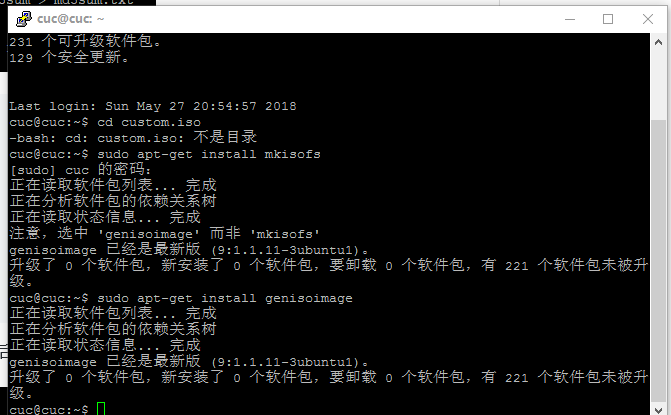 cuc@cuc: ~
231 个可升级软件包。
129 个安全更新。
Last login: Sun May 27 20:54:57 2018
cuc@cuc:~$ cd custom.iso
-bash: cd: custom.iso: 不是目录
cuc@cuc:~$ sudo apt-get install mkisofs
[sudo] cuc 的密码:
正在读取软件包列表... 完成
正在分析软件包的依赖关系树
正在读取状态信息... 完成
注意，选中 'genisoimage' 而非 'mkisofs'
genisoimage 已经是最新版 (9:1.1.11-3ubuntu1)。
升级了 0 个软件包，新安装了 0 个软件包，要卸载 0 个软件包，有 221 个软件包未被升
级。
cuc@cuc:~$ sudo apt-get install genisoimage
正在读取软件包列表... 完成
正在分析软件包的依赖关系树
正在读取状态信息... 完成
genisoimage 已经是最新版 (9:1.1.11-3ubuntu1)。
升级了 0 个软件包，新安装了 0 个软件包，要卸载 0 个软件包，有 221 个软件包未被升
级。
cuc@cuc:~$